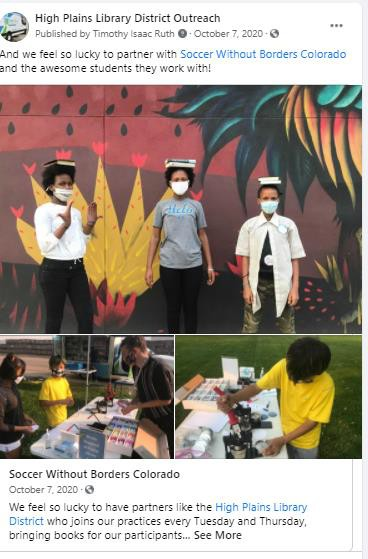 High Plains Library District Outreach
Published by Timothy Isaac Ruth · October 7, 2020 ·
And we feel so lucky to partner with Soccer Without Borders Colorado
and the awesome students they work with!
Soccer Without Borders Colorado
October 7, 2020 ·
We feel so lucky to have partners like the High Plains Library
District who joins our practices every Tuesday and Thursday,
bringing books for our participants... See More